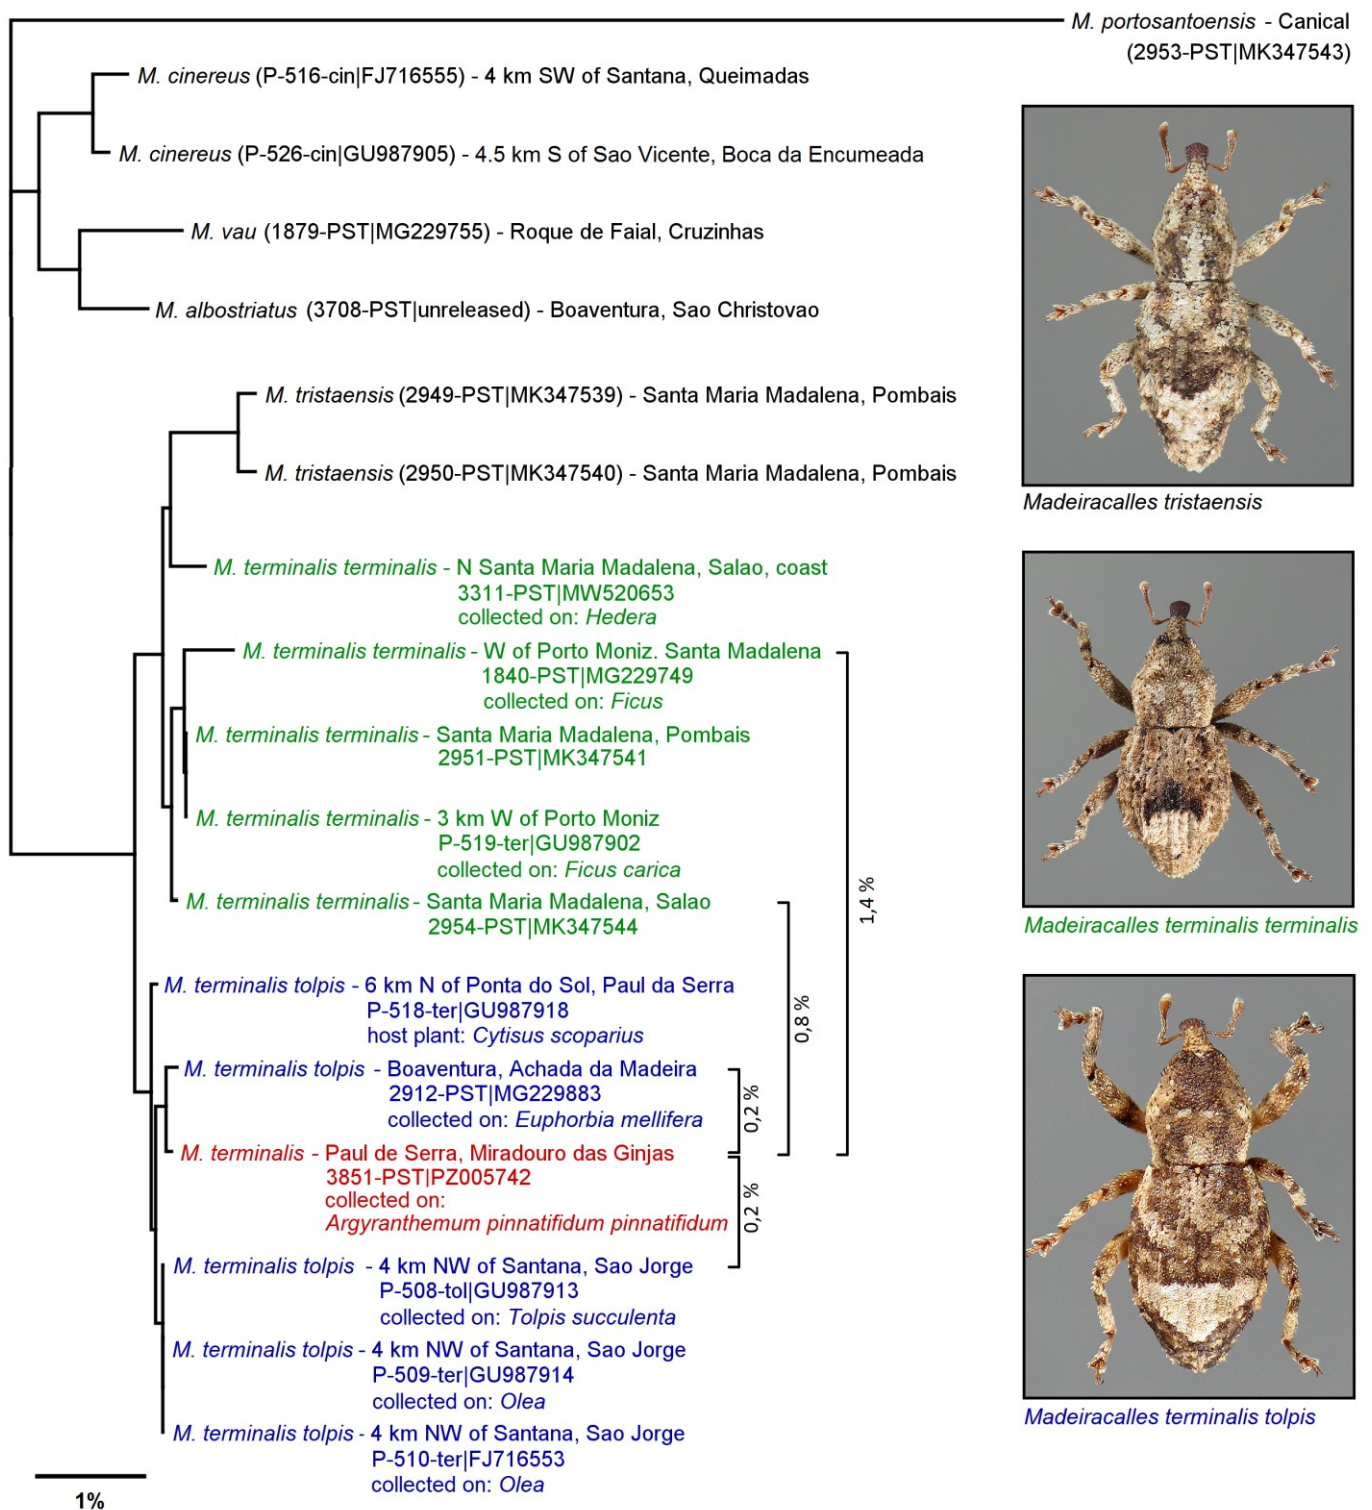 M. portosantoensis - Canical
(2953-PST|MK347543)
M. cinereus (P-516-cin|FJ716555) - 4 km SW of Santana, Queimadas
M. cinereus (P-526-cin|GU987905) - 4.5 km S of Sao Vicente, Boca da Encumeada
M. vau (1879-PST|MG229755) - Roque de Faial, Cruzinhas
M. albostriatus (3708-PST|unreleased) - Boaventura, Sao Christovao
M. tristaensis (2949-PST|MK347539) - Santa Maria Madalena, Pombais
M. tristaensis (2950-PST|MK347540) - Santa Maria Madalena, Pombais
Madeiracalles tristaensis
M. terminalis terminalis - N Santa Maria Madalena, Salao, coast
3311-PST|MW520653
collected on: Hedera
M. terminalis terminalis - W of Porto Moniz. Santa Madalena
1840-PST|MG229749
collected on: Ficus
M. terminalis terminalis - Santa Maria Madalena, Pombais
2951-PST|MK347541
M. terminalis terminalis - 3 km W of Porto Moniz
P-519-ter|GU987902
collected on: Ficus carica
M. terminalis terminalis - Santa Maria Madalena, Salao
2954-PST|MK347544
1,4 %
Madeiracalles terminalis terminalis
M. terminalis tolpis - 6 km N of Ponta do Sol, Paul da Serra
P-518-ter|GU987918
host plant: Cytisus scoparius
0,8 %
M. terminalis tolpis - Boaventura, Achada da Madeira
2912-PST|MG229883
collected on: Euphorbia mellifera
0,2 %
M. terminalis - Paul de Serra, Miradouro das Ginjas
3851-PST|PZ005742
collected on:
Argyranthemum pinnatifidum pinnatifidum
0,2 %
M. terminalis tolpis - 4 km NW of Santana, Sao Jorge
P-508-tol|GU987913
collected on: Tolpis succulenta
M. terminalis tolpis - 4 km NW of Santana, Sao Jorge
P-509-ter|GU987914
collected on: Olea
M. terminalis tolpis - 4 km NW of Santana, Sao Jorge
P-510-ter|FJ716553
collected on: Olea
Madeiracalles terminalis tolpis
1%